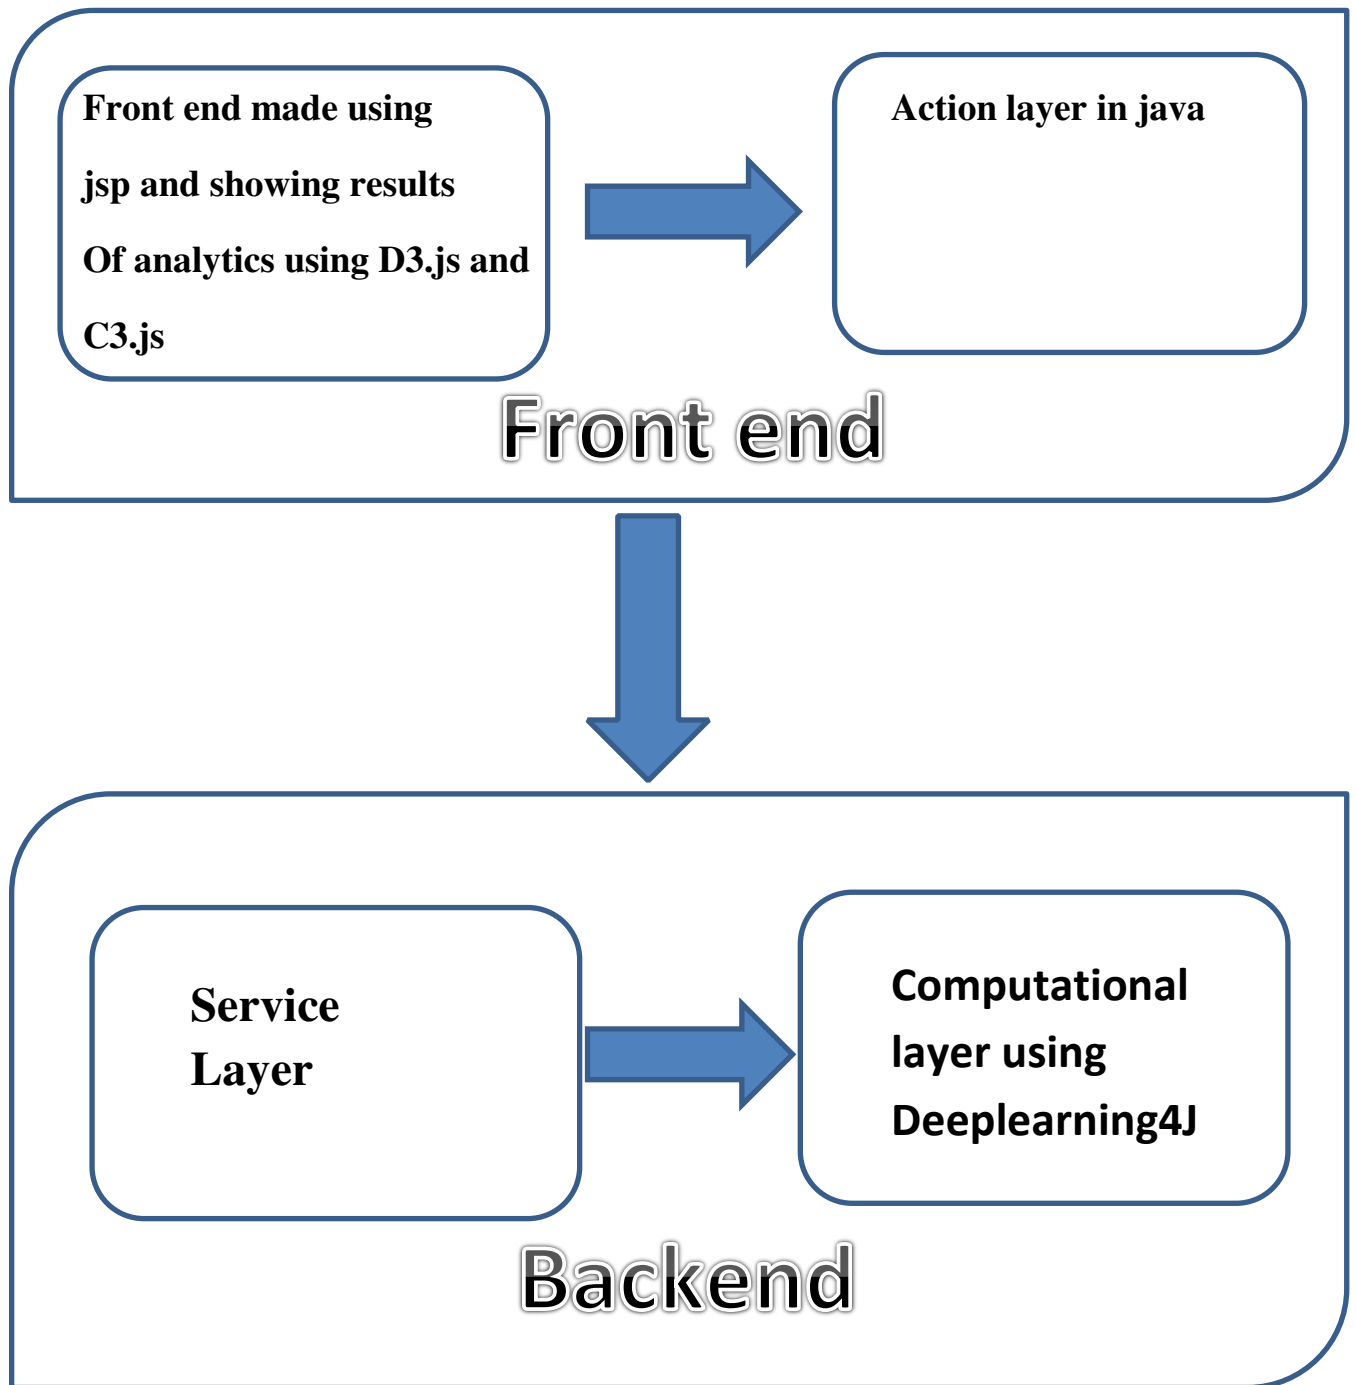 Front end made using
jsp and showing results
Of analytics using D3.js and
C3.js
Action layer in java
Front end
Service
Layer
Computational
layer using
Deeplearning4J
Backend